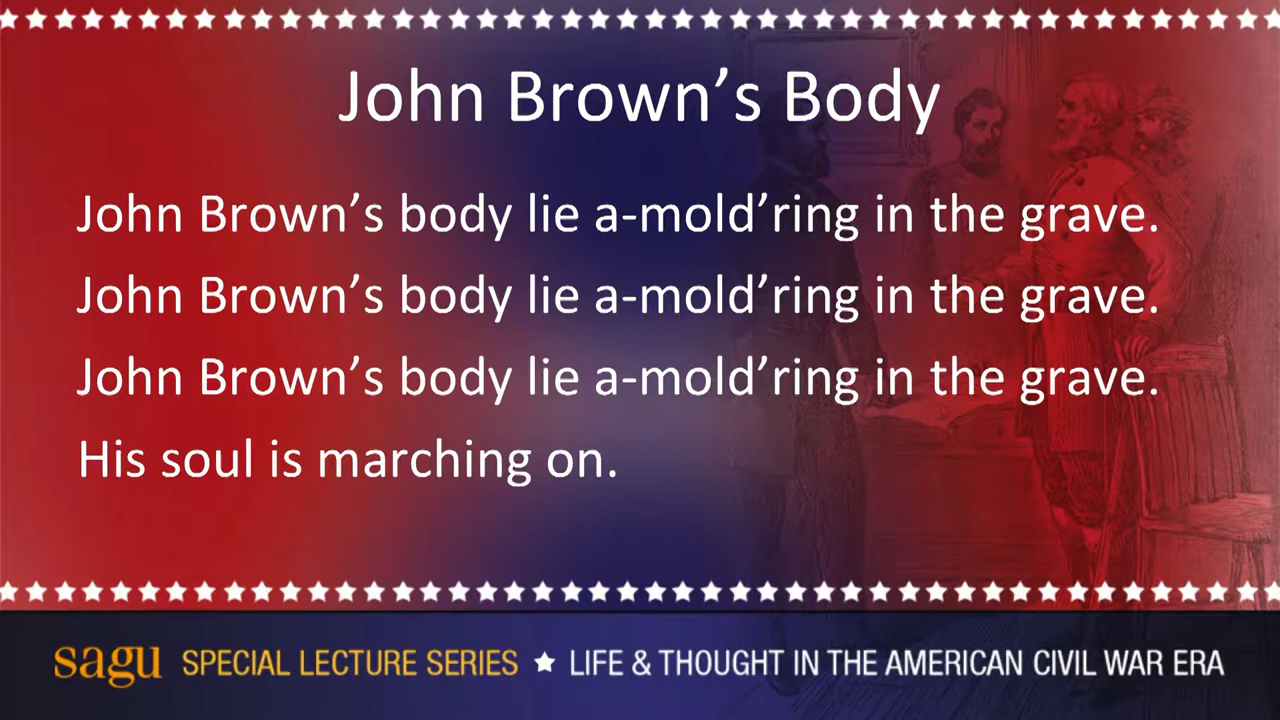 John Brown’s Body
John Brown’s body lie a-mold’ring in the grave.
John Brown’s body lie a-mold’ring in the grave.
John Brown’s body lie a-mold’ring in the grave.
His soul is marching on.
sagu SPECIAL LECTURE SERIES ★ LIFE & THOUGHT IN THE AMERICAN CIVIL WAR ERA